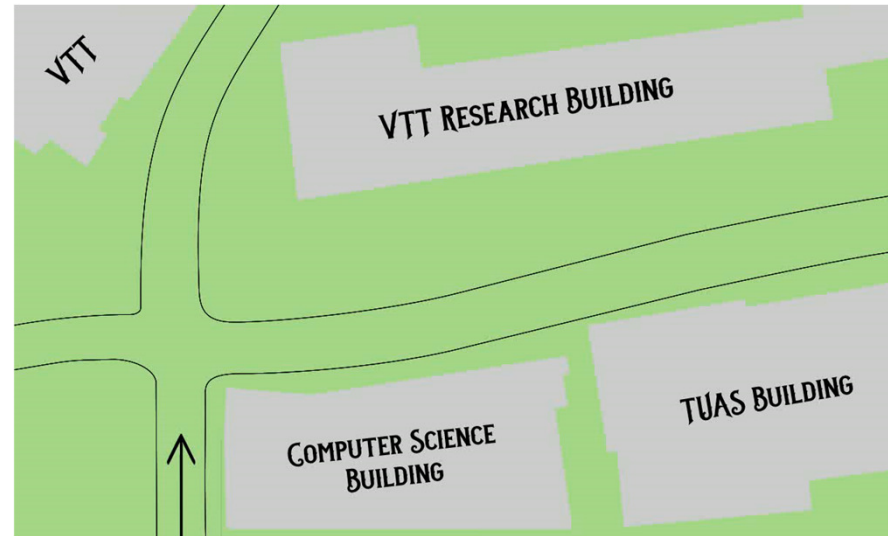 VTT
VTT RESEARCH BUILDING
COMPUTER SCIENCE
BUILDING
TUAS BUILDING